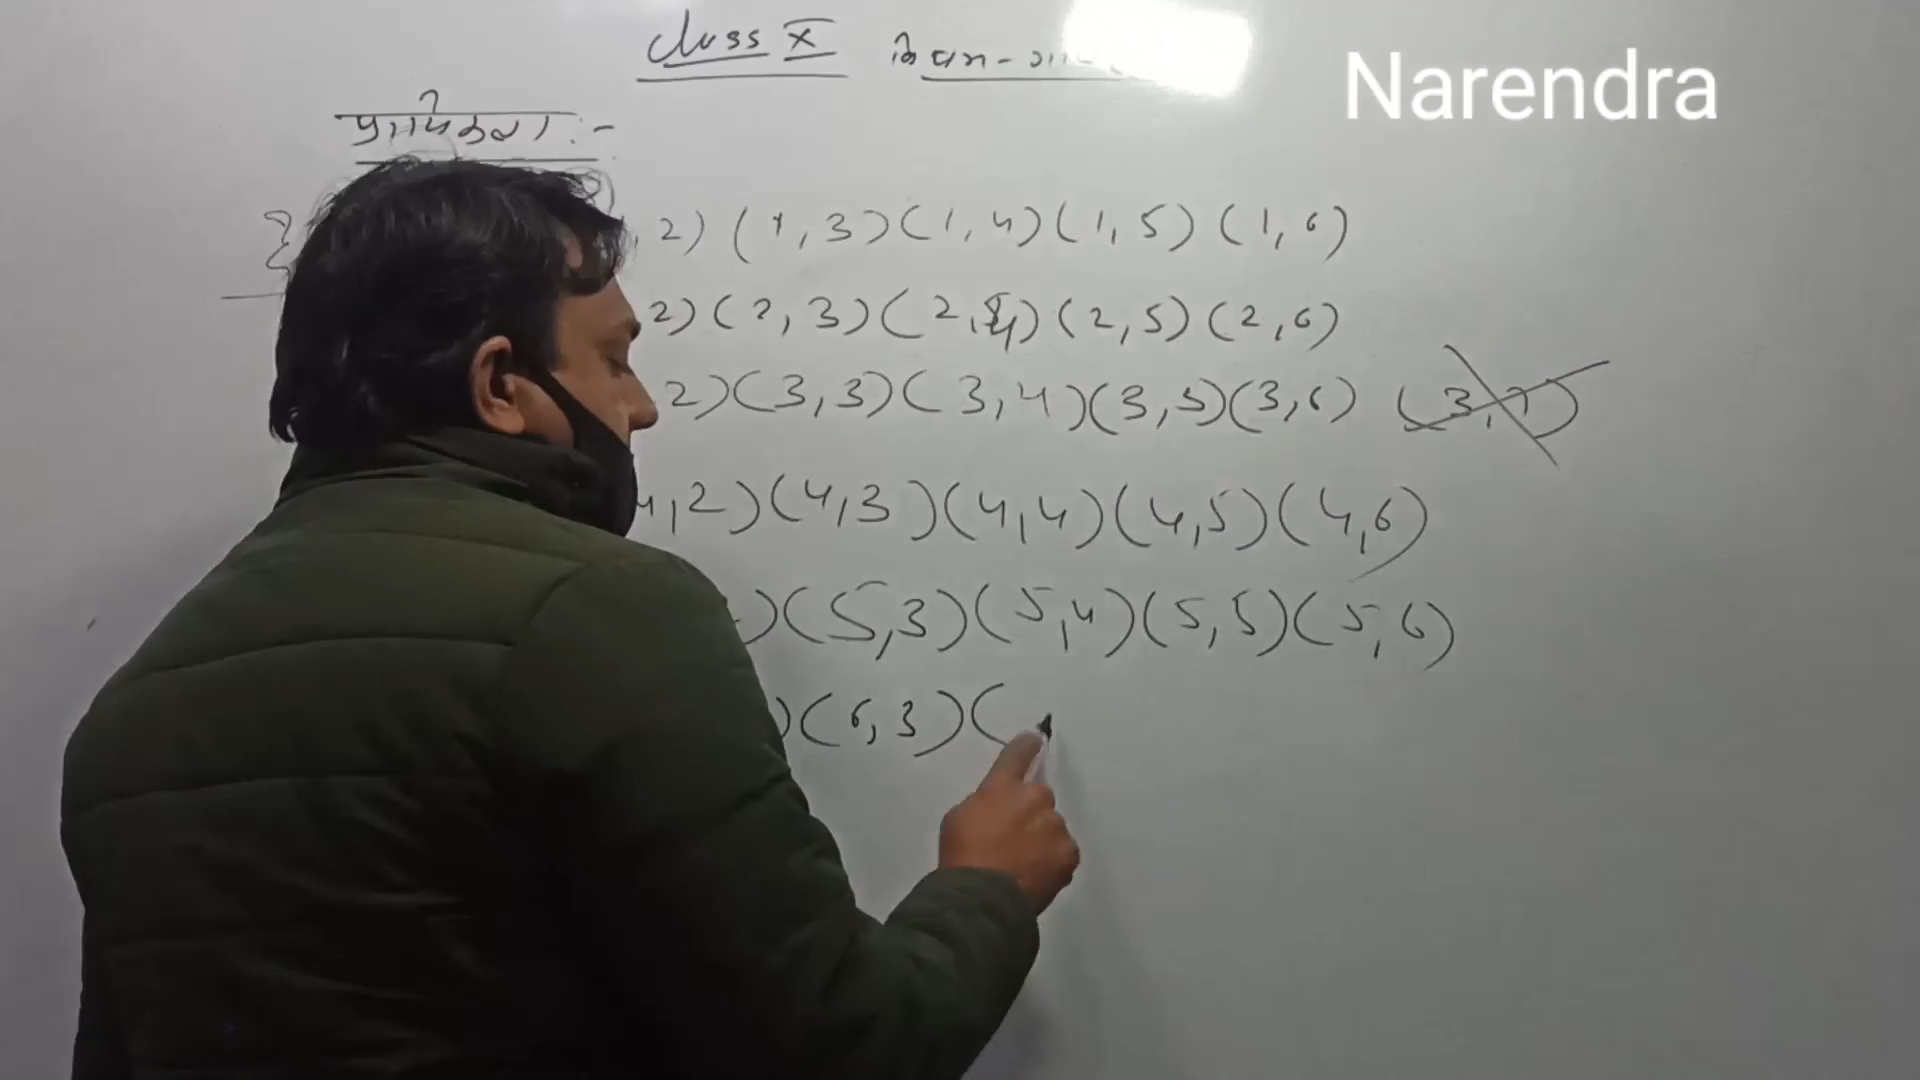 Class X
Narendra
प्रायिकता :-
, 2) (1, 3) (1, 4) (1, 5) (1, 6)
2) (2, 3) (2, 4) (2, 5) (2, 6)
2) (3, 3) (3, 4) (3, 5) (3, 6) (3, 7)
4, 2) (4, 3) (4, 4) (4, 5) (4, 6)
) (5, 3) (5, 4) (5, 5) (5, 6)
) (6, 3) (